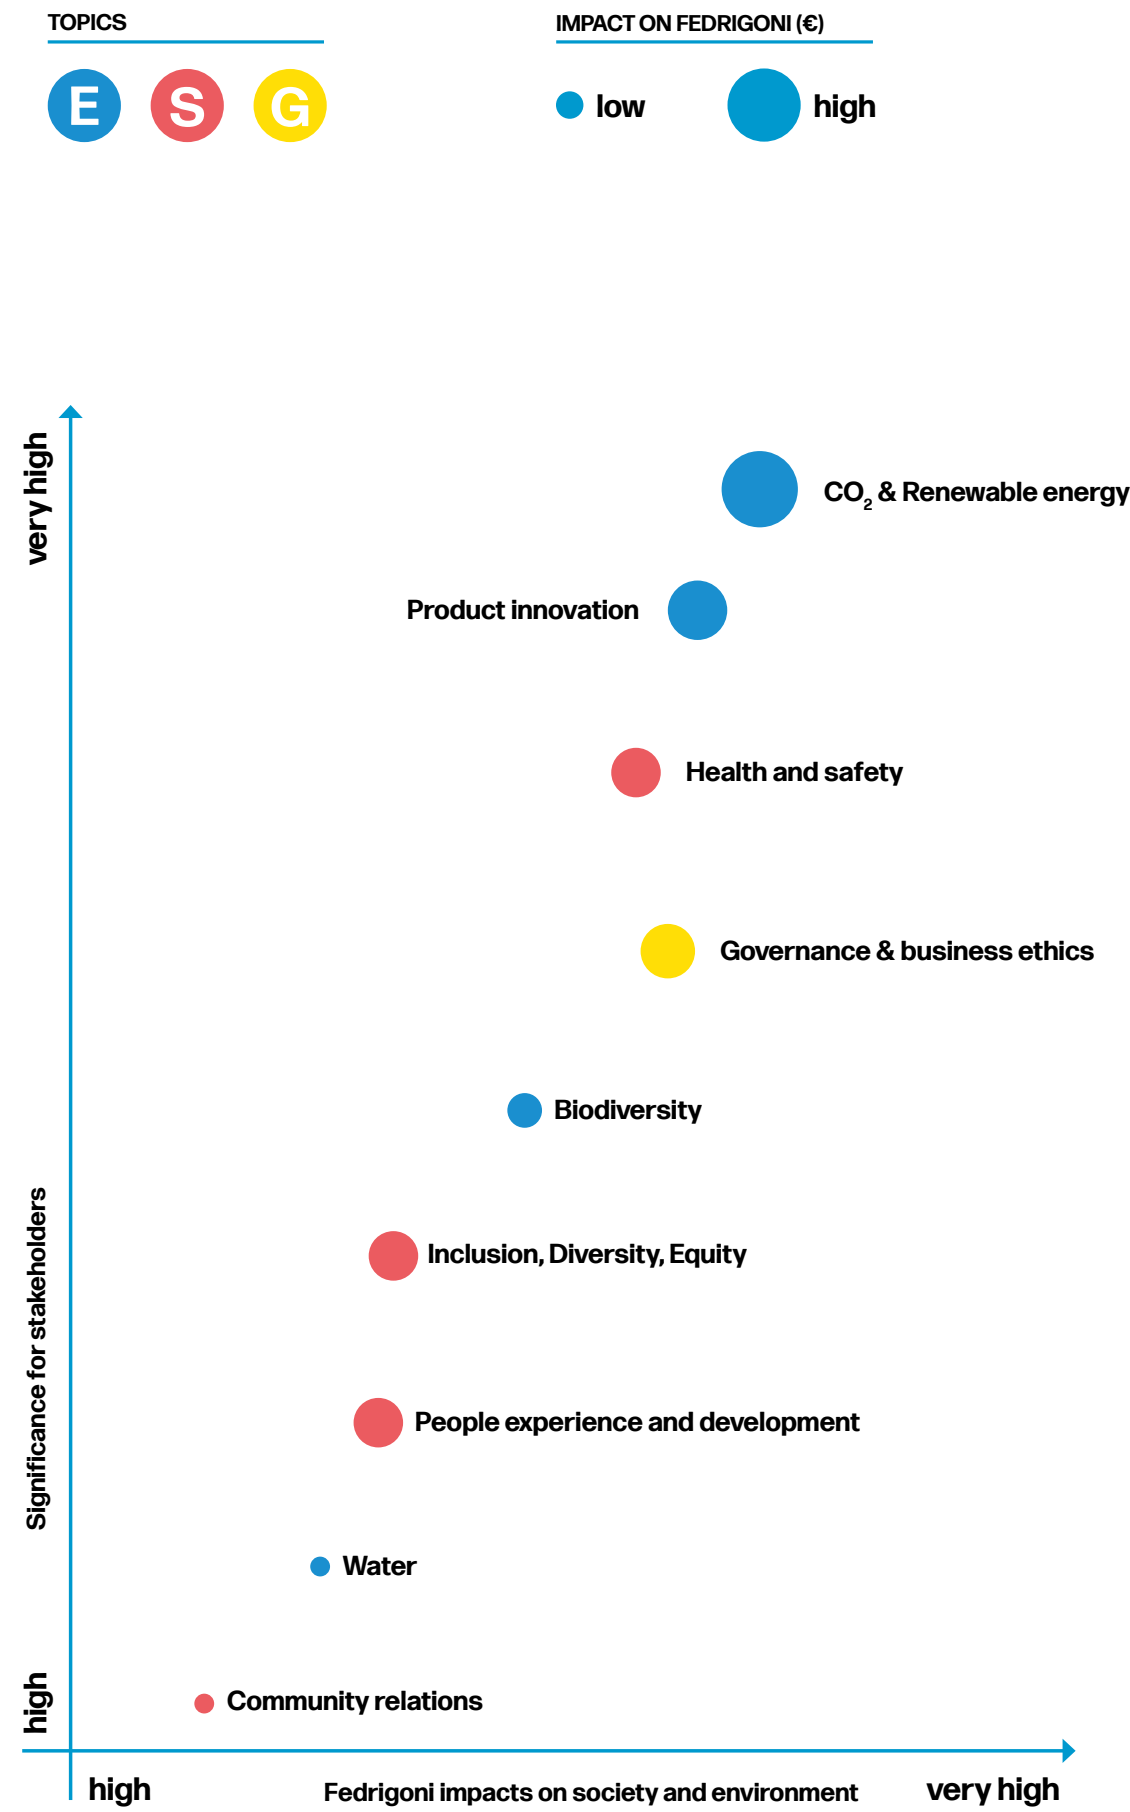 TOPICS
IMPACT ON FEDRIGONI (€)
E S G
low
high
very high
CO₂ & Renewable energy
Product innovation
Health and safety
Governance & business ethics
Biodiversity
Significance for stakeholders
Inclusion, Diversity, Equity
People experience and development
Water
high
Community relations
high
Fedrigoni impacts on society and environment
very high